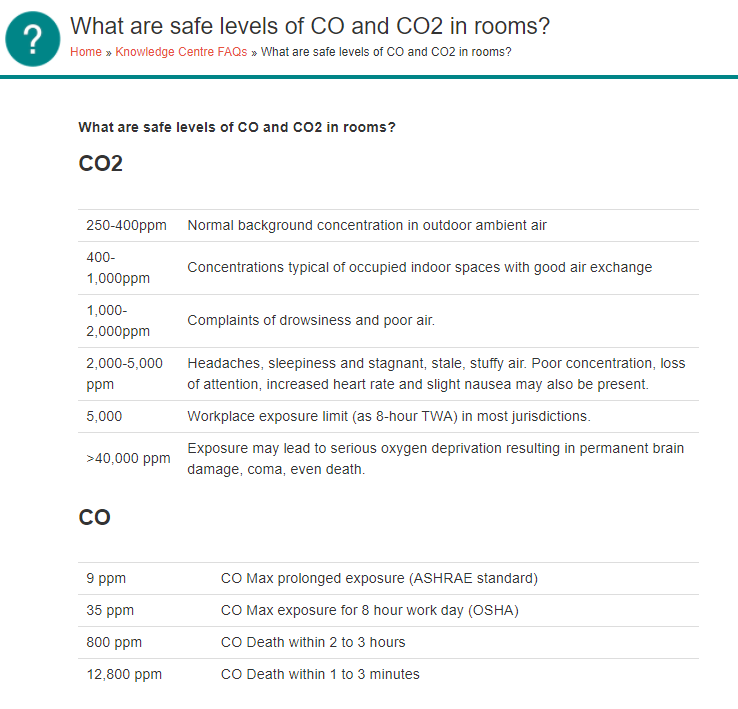 ?
What are safe levels of CO and CO2 in rooms?
Home » Knowledge Centre FAQs » What are safe levels of CO and CO2 in rooms?
What are safe levels of CO and CO2 in rooms?
CO2
250-400ppm Normal background concentration in outdoor ambient air
400-
1,000ppm
Concentrations typical of occupied indoor spaces with good air exchange
1,000-
2,000ppm
Complaints of drowsiness and poor air.
2,000-5,000
ppm
Headaches, sleepiness and stagnant, stale, stuffy air. Poor concentration, loss
of attention, increased heart rate and slight nausea may also be present.
5,000 Workplace exposure limit (as 8-hour TWA) in most jurisdictions.
>40,000 ppm
Exposure may lead to serious oxygen deprivation resulting in permanent brain
damage, coma, even death.
CO
9 ppm CO Max prolonged exposure (ASHRAE standard)
35 ppm CO Max exposure for 8 hour work day (OSHA)
800 ppm CO Death within 2 to 3 hours
12,800 ppm CO Death within 1 to 3 minutes